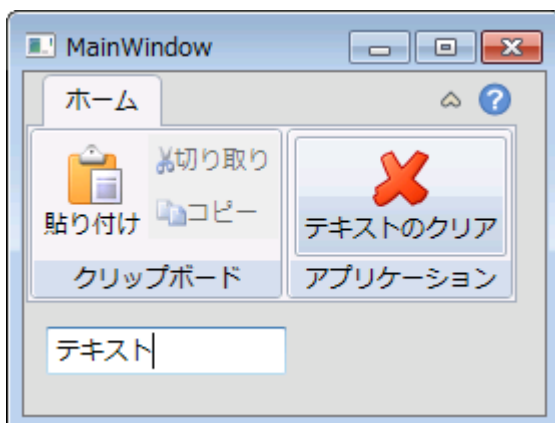 MainWindow
ホーム
貼り付け
切り取り
コピー
クリップボード
テキストのクリア
アプリケーション
テキスト